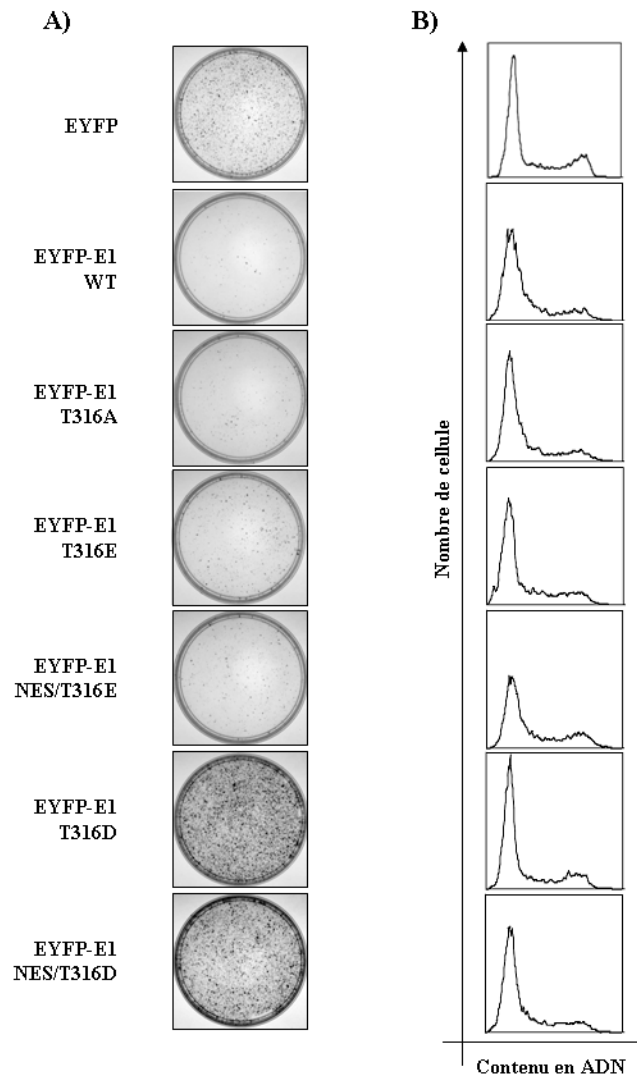 A)
B)
EYFP
EYFP-E1
WT
EYFP-E1
T316A
EYFP-E1
T316E
EYFP-E1
NES/T316E
EYFP-E1
T316D
EYFP-E1
NES/T316D
Nombre de cellule
Contenu en ADN